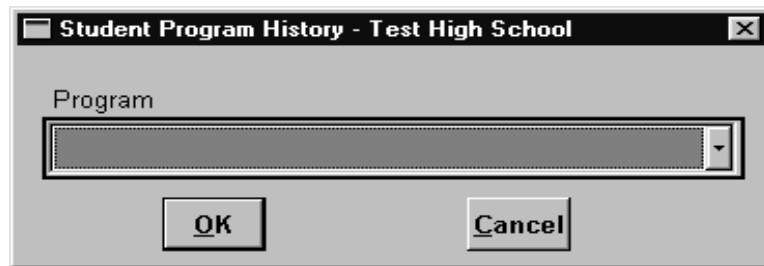 Student Program History - Test High School
Program
OK
Cancel